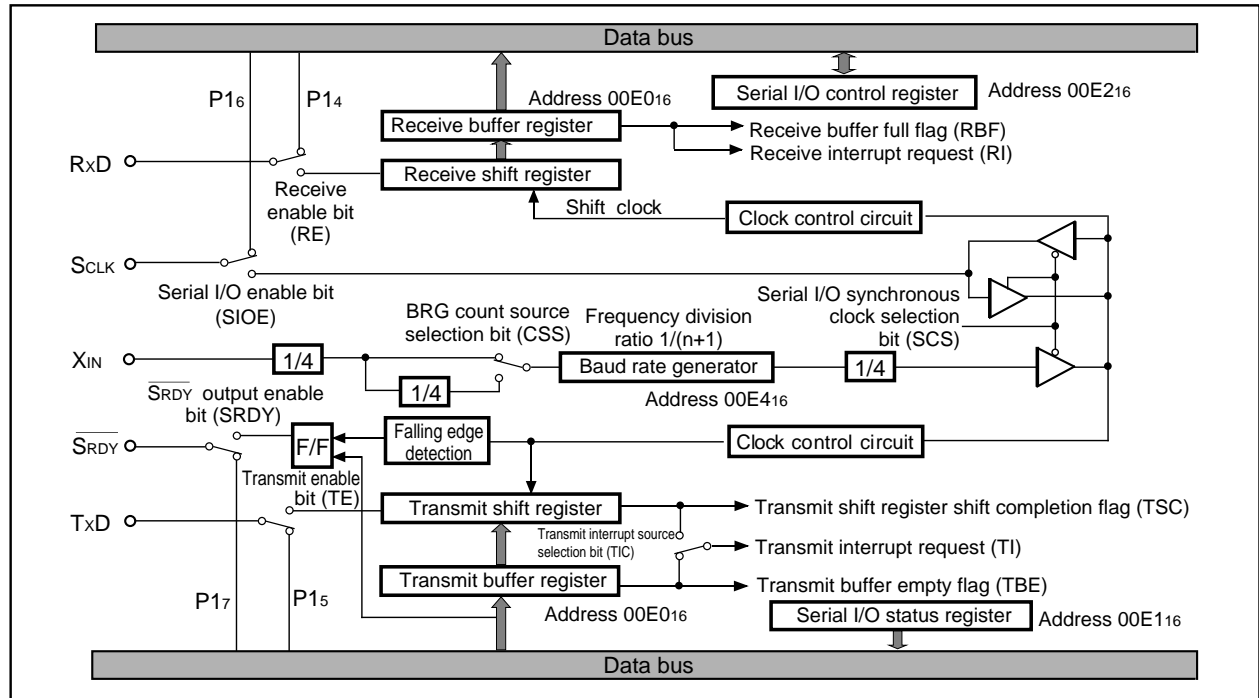 Data bus
P16
P14
Address 00E016
Serial I/O control register
Address 00E216
Receive buffer register
Receive buffer full flag (RBF)
Receive interrupt request (RI)
RxD
Receive shift register
Receive
enable bit
(RE)
Shift clock
Clock control circuit
SCLK
Serial I/O enable bit
(SIOE)
BRG count source
selection bit (CSS)
Frequency division
ratio 1/(n+1)
Serial I/O synchronous
clock selection
bit (SCS)
XIN
1/4
1/4
Baud rate generator
1/4
Address 00E416
SRDY output enable
bit (SRDY)
SRDY
F/F
Falling edge
detection
Clock control circuit
Transmit enable
bit (TE)
TxD
Transmit shift register
Transmit shift register shift completion flag (TSC)
Transmit interrupt source
selection bit (TIC)
Transmit interrupt request (TI)
Transmit buffer register
Transmit buffer empty flag (TBE)
P17
P15
Address 00E016
Serial I/O status register
Address 00E116
Data bus